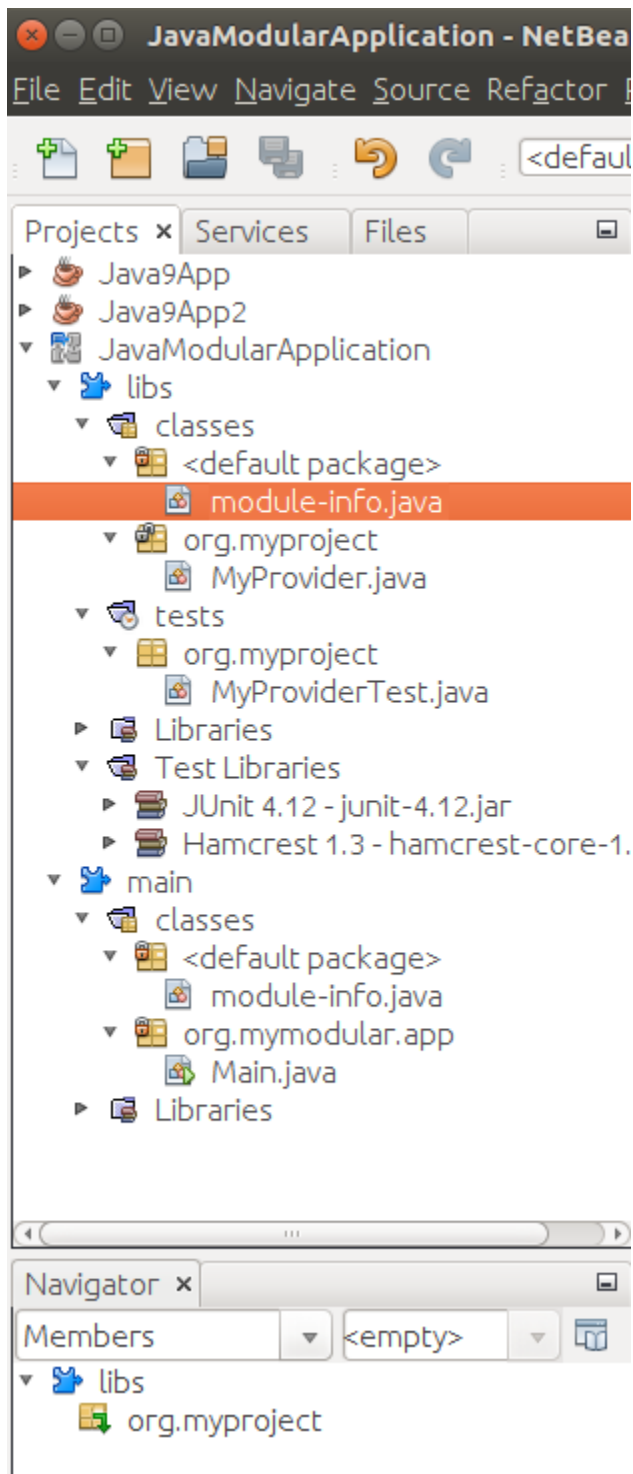 JavaModularApplication - NetBea
File Edit View Navigate Source Refactor
<defaul
Projects Services Files
Java9App
Java9App2
JavaModularApplication
libs
classes
<default package>
module-info.java
org.myproject
MyProvider.java
tests
org.myproject
MyProviderTest.java
Libraries
Test Libraries
JUnit 4.12 - junit-4.12.jar
Hamcrest 1.3 - hamcrest-core-1.
main
classes
<default package>
module-info.java
org.mymodular.app
Main.java
Libraries
Navigator
Members <empty>
libs
org.myproject